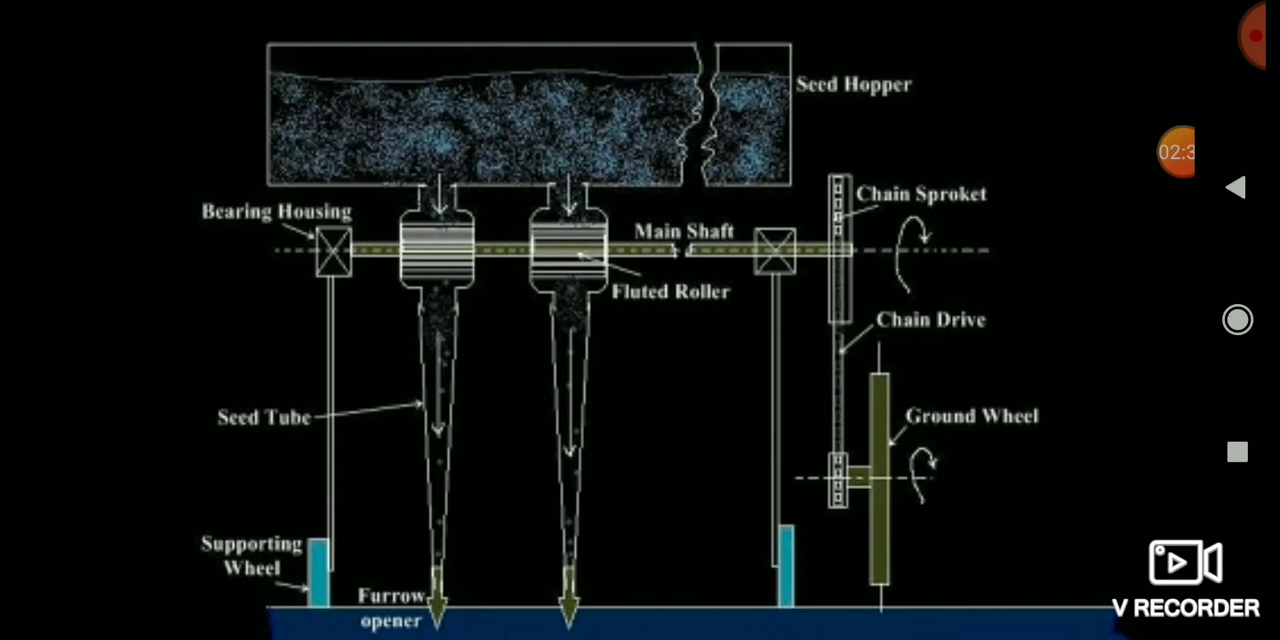 Seed Hopper
02:3
Chain Sproket
Bearing Housing
Main Shaft
Fluted Roller
Chain Drive
Seed Tube
Ground Wheel
Supporting
Wheel
Furrow
opener
V RECORDER